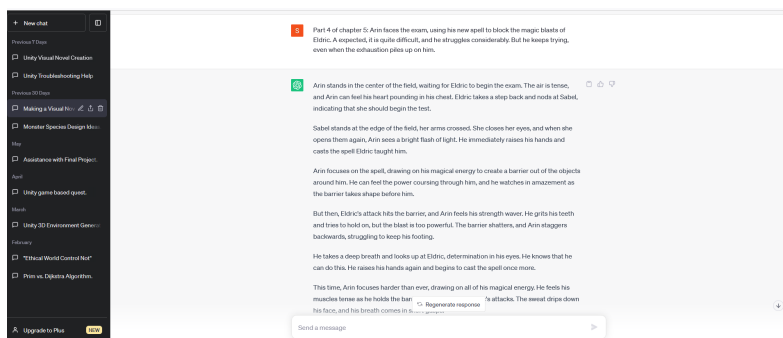 + New chat
Previous 7 Days
Unity Visual Novel Creation
Unity Troubleshooting Help
Previous 30 Days
Making a Visual Nov
Monster Species Design Ideas
May
Assistance with Final Project.
April
Unity game based quest.
March
Unity 3D Environment Genera
February
"Ethical World Control Not"
Prim vs. Dijkstra Algorithm.
Upgrade to Plus NEW
S
Part 4 of chapter 5: Arin faces the exam, using his new spell to block the magic blasts of
Eldric. A expected, it is quite difficult, and he struggles considerably. But he keeps trying,
even when the exhaustion piles up on him.
Arin stands in the center of the field, waiting for Eldric to begin the exam. The air is tense,
and Arin can feel his heart pounding in his chest. Eldric takes a step back and nods at Sabel,
indicating that she should begin the test.
Sabel stands at the edge of the field, her arms crossed. She closes her eyes, and when she
opens them again, Arin sees a bright flash of light. He immediately raises his hands and
casts the spell Eldric taught him.
Arin focuses on the spell, drawing on his magical energy to create a barrier out of the objects
around him. He can feel the power coursing through him, and he watches in amazement as
the barrier takes shape before him.
But then, Eldric's attack hits the barrier, and Arin feels his strength waver. He grits his teeth
and tries to hold on, but the blast is too powerful. The barrier shatters, and Arin staggers
backwards, struggling to keep his footing.
He takes a deep breath and looks up at Eldric, determination in his eyes. He knows that he
can do this. He raises his hands again and begins to cast the spell once more.
This time, Arin focuses harder than ever, drawing on all of his magical energy. He feels his
muscles tense as he holds the bar 's attacks. The sweat drips down
Regenerate response
his face, and his breath comes in
Send a message